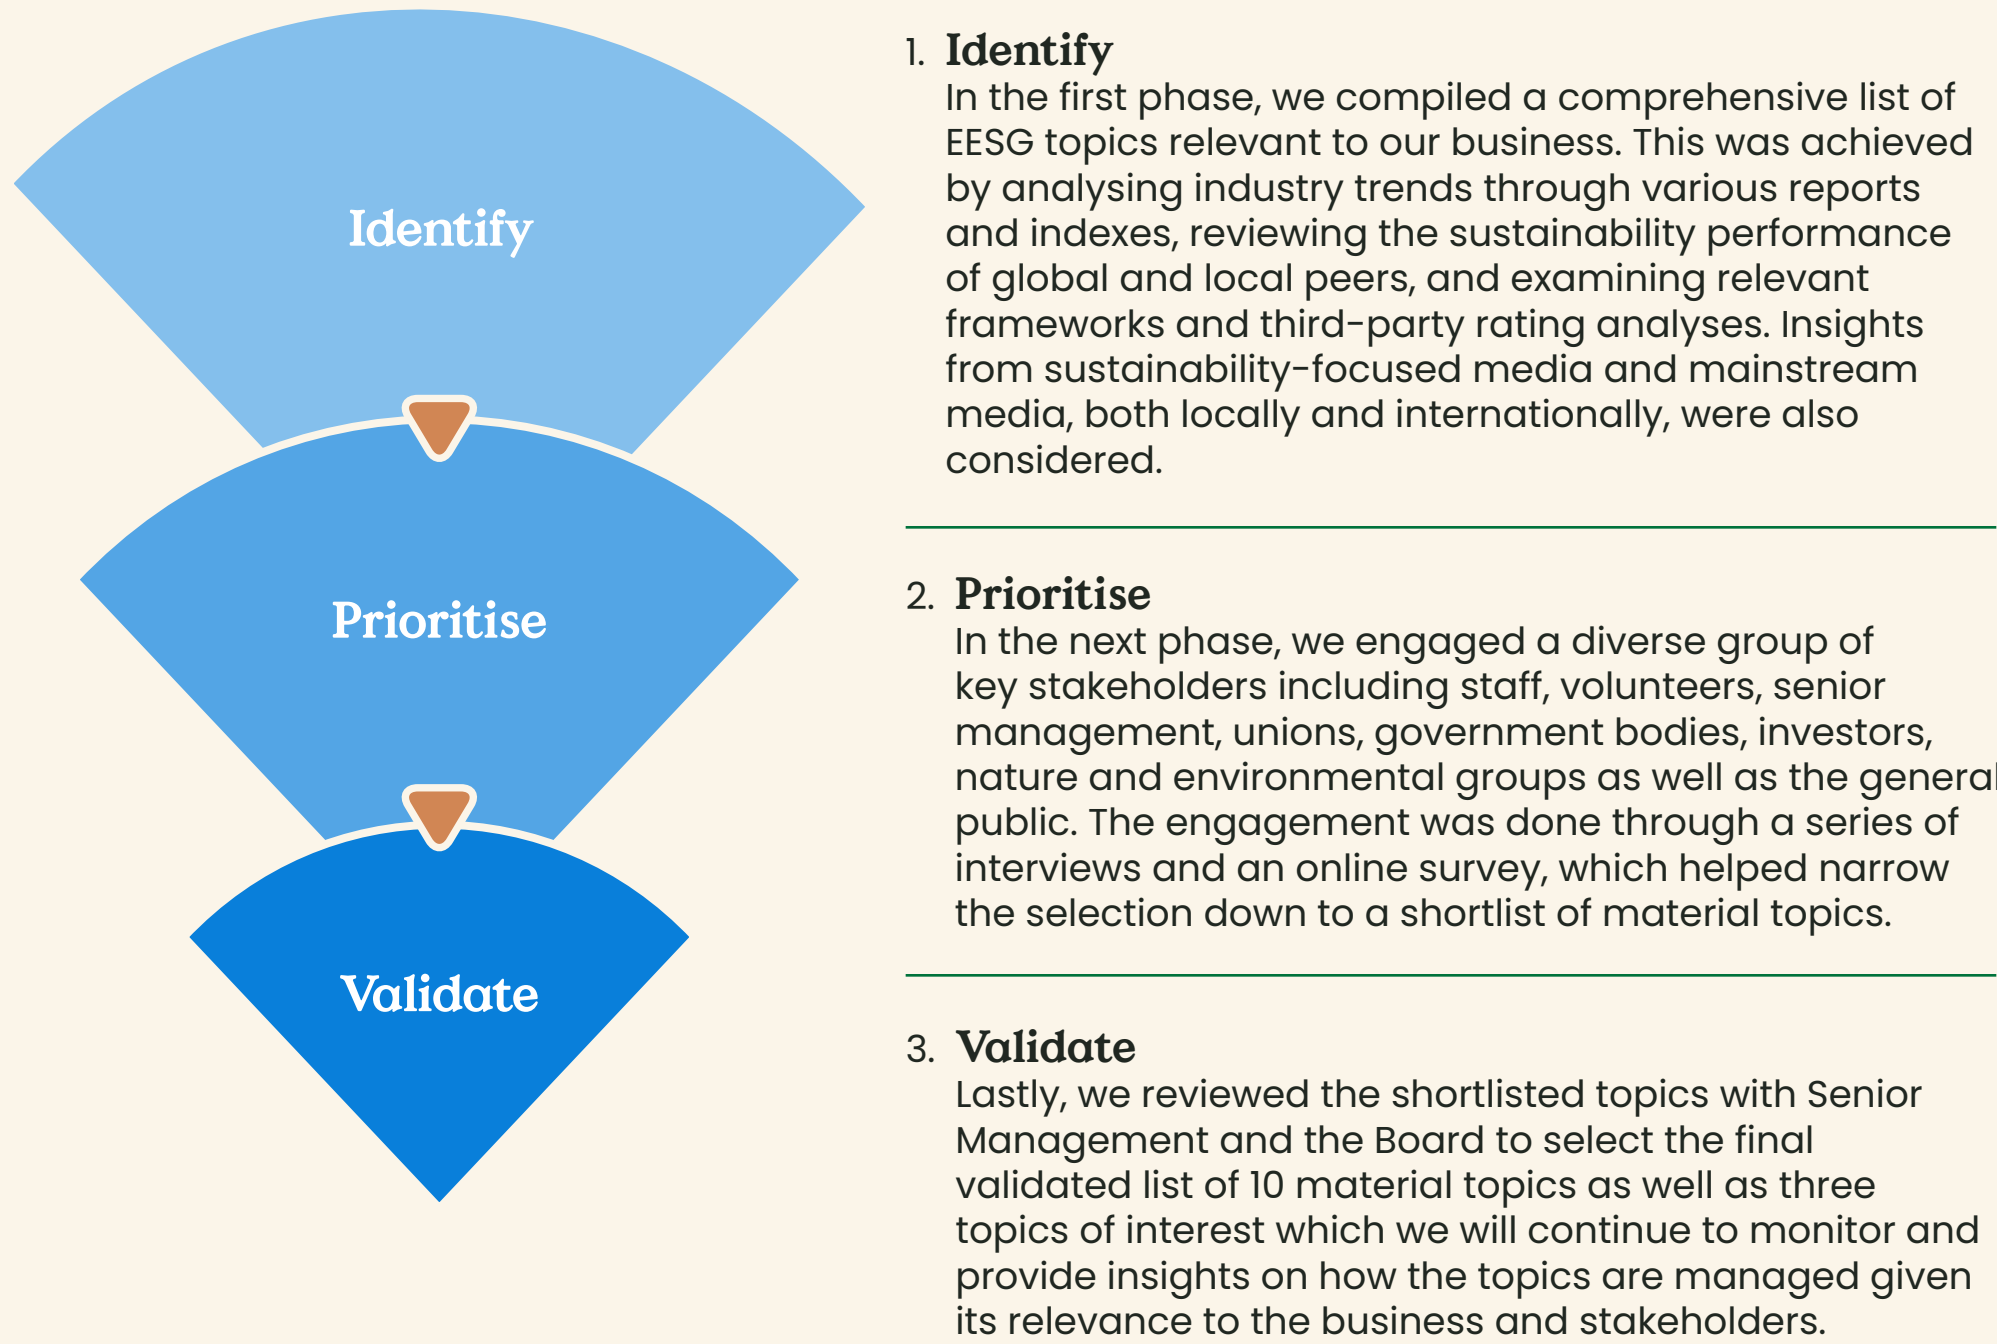 Identify
Prioritise
Validate
1. Identify
In the first phase, we compiled a comprehensive list of
EESG topics relevant to our business. This was achieved
by analysing industry trends through various reports
and indexes, reviewing the sustainability performance
of global and local peers, and examining relevant
frameworks and third-party rating analyses. Insights
from sustainability-focused media and mainstream
media, both locally and internationally, were also
considered.
2. Prioritise
In the next phase, we engaged a diverse group of
key stakeholders including staff, volunteers, senior
management, unions, government bodies, investors,
nature and environmental groups as well as the general
public. The engagement was done through a series of
interviews and an online survey, which helped narrow
the selection down to a shortlist of material topics.
3. Validate
Lastly, we reviewed the shortlisted topics with Senior
Management and the Board to select the final
validated list of 10 material topics as well as three
topics of interest which we will continue to monitor and
provide insights on how the topics are managed given
its relevance to the business and stakeholders.